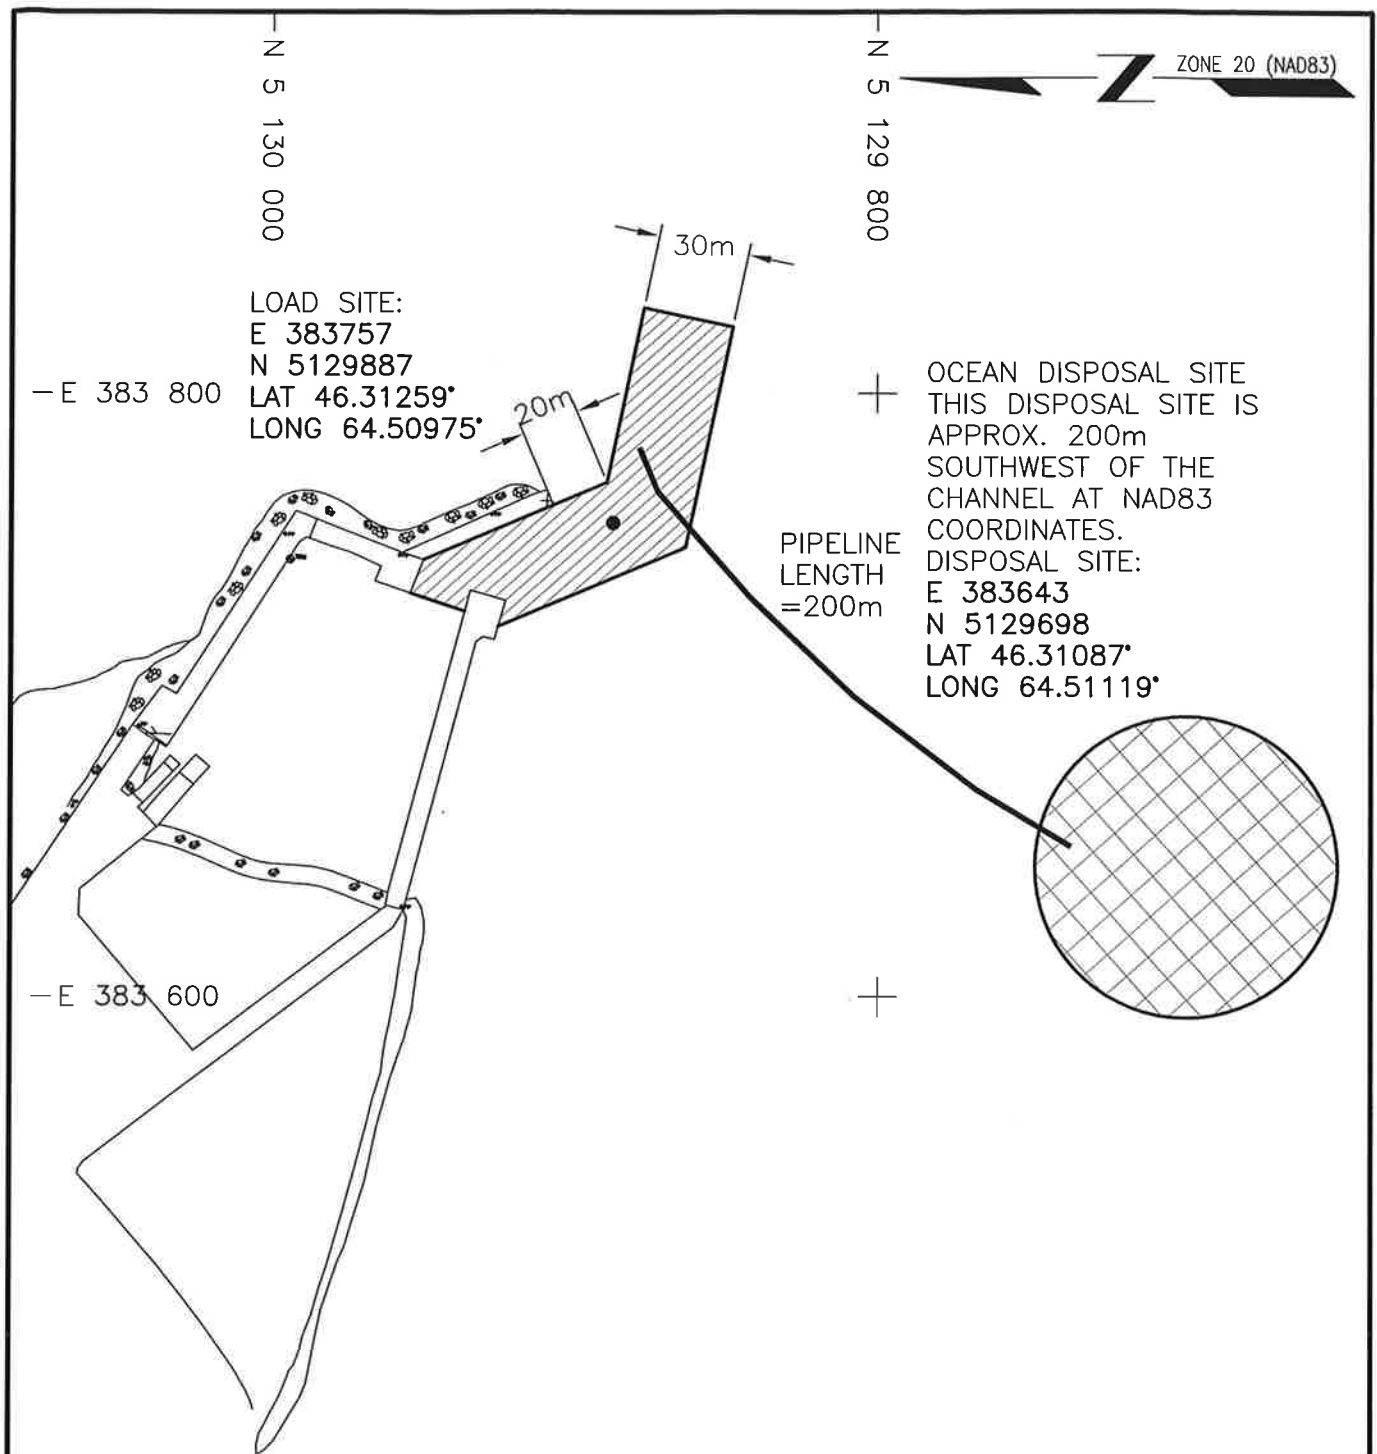 N 5 130 000
N 5 129 800
Z
ZONE 20 (NAD83)
30m
LOAD SITE:
E 383757
N 5129887
LAT 46.31259°
LONG 64.50975°
E 383 800
20m
OCEAN DISPOSAL SITE
THIS DISPOSAL SITE IS
APPROX. 200m
SOUTHWEST OF THE
CHANNEL AT NAD83
COORDINATES.
DISPOSAL SITE:
E 383643
N 5129698
LAT 46.31087°
LONG 64.51119°
PIPELINE
LENGTH
=200m
E 383 600